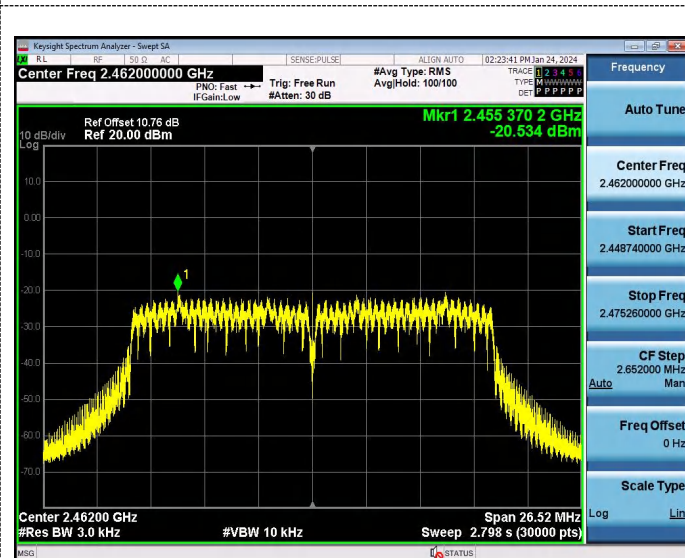 Keysight Spectrum Analyzer - Swept SA
LXI RL RF 50 Ω AC SENSE:PULSE ALIGN AUTO 02:23:41 PM Jan 24, 2024
Center Freq 2.462000000 GHz
PNO: Fast
IFGain:Low
Trig: Free Run
#Atten: 30 dB
#Avg Type: RMS
Avg|Hold: 100/100
TRACE 1 2 3 4 5 6
TYPE M WWWWW
DET P P P P P P
Mkr1 2.455 370 2 GHz
-20.534 dBm
Ref Offset 10.76 dB
10 dB/div Ref 20.00 dBm
Log
10.0
0.00
-10.0
-20.0
-30.0
-40.0
-50.0
-60.0
-70.0
1
Center 2.46200 GHz
Span 26.52 MHz
#Res BW 3.0 kHz
#VBW 10 kHz
Sweep 2.798 s (30000 pts)
MSG
STATUS
Frequency
Auto Tune
Center Freq
2.462000000 GHz
Start Freq
2.448740000 GHz
Stop Freq
2.475260000 GHz
CF Step
2.652000 MHz
Auto Man
Freq Offset
0 Hz
Scale Type
Log Lin